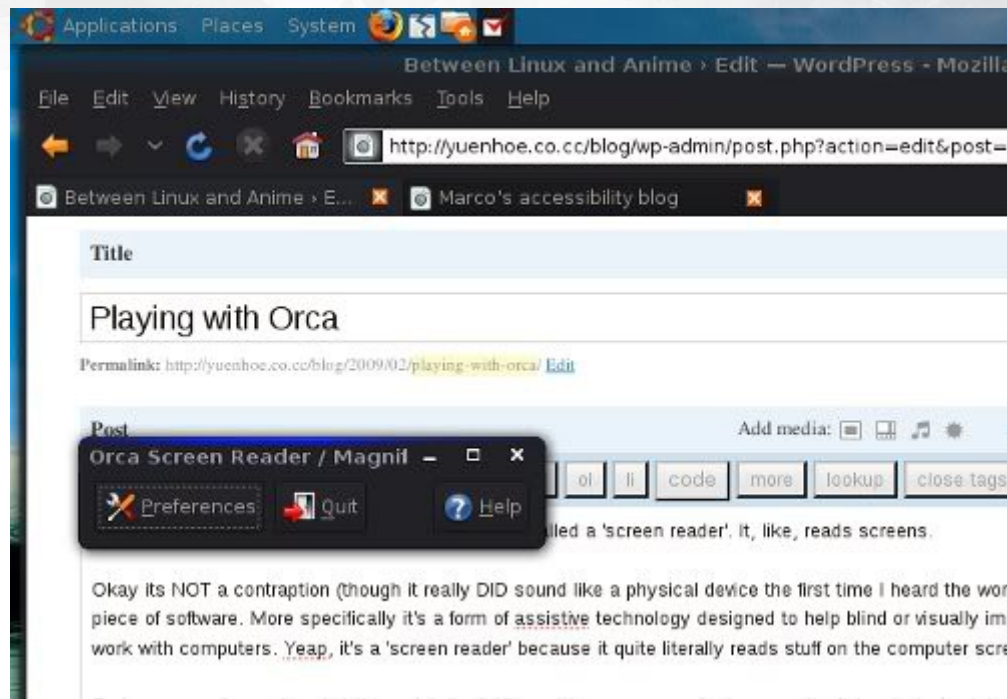 Applications Places System
Between Linux and Anime › Edit — WordPress - Mozilla
File Edit View History Bookmarks Tools Help
http://yuenhoe.co.cc/blog/wp-admin/post.php?action=edit&post=
Between Linux and Anime › E... Marco's accessibility blog
Title
Playing with Orca
Permalink: http://yuenhoe.co.cc/blog/2009/02/playing-with-orca/ Edit
Post Add media:
Orca Screen Reader / Magnif
ol li code more lookup close tags
Preferences Quit Help
lled a 'screen reader'. It, like, reads screens.
Okay its NOT a contraption (though it really DID sound like a physical device the first time I heard the wor
piece of software. More specifically it's a form of assistive technology designed to help blind or visually im
work with computers. Yeap, it's a 'screen reader' because it quite literally reads stuff on the computer scre